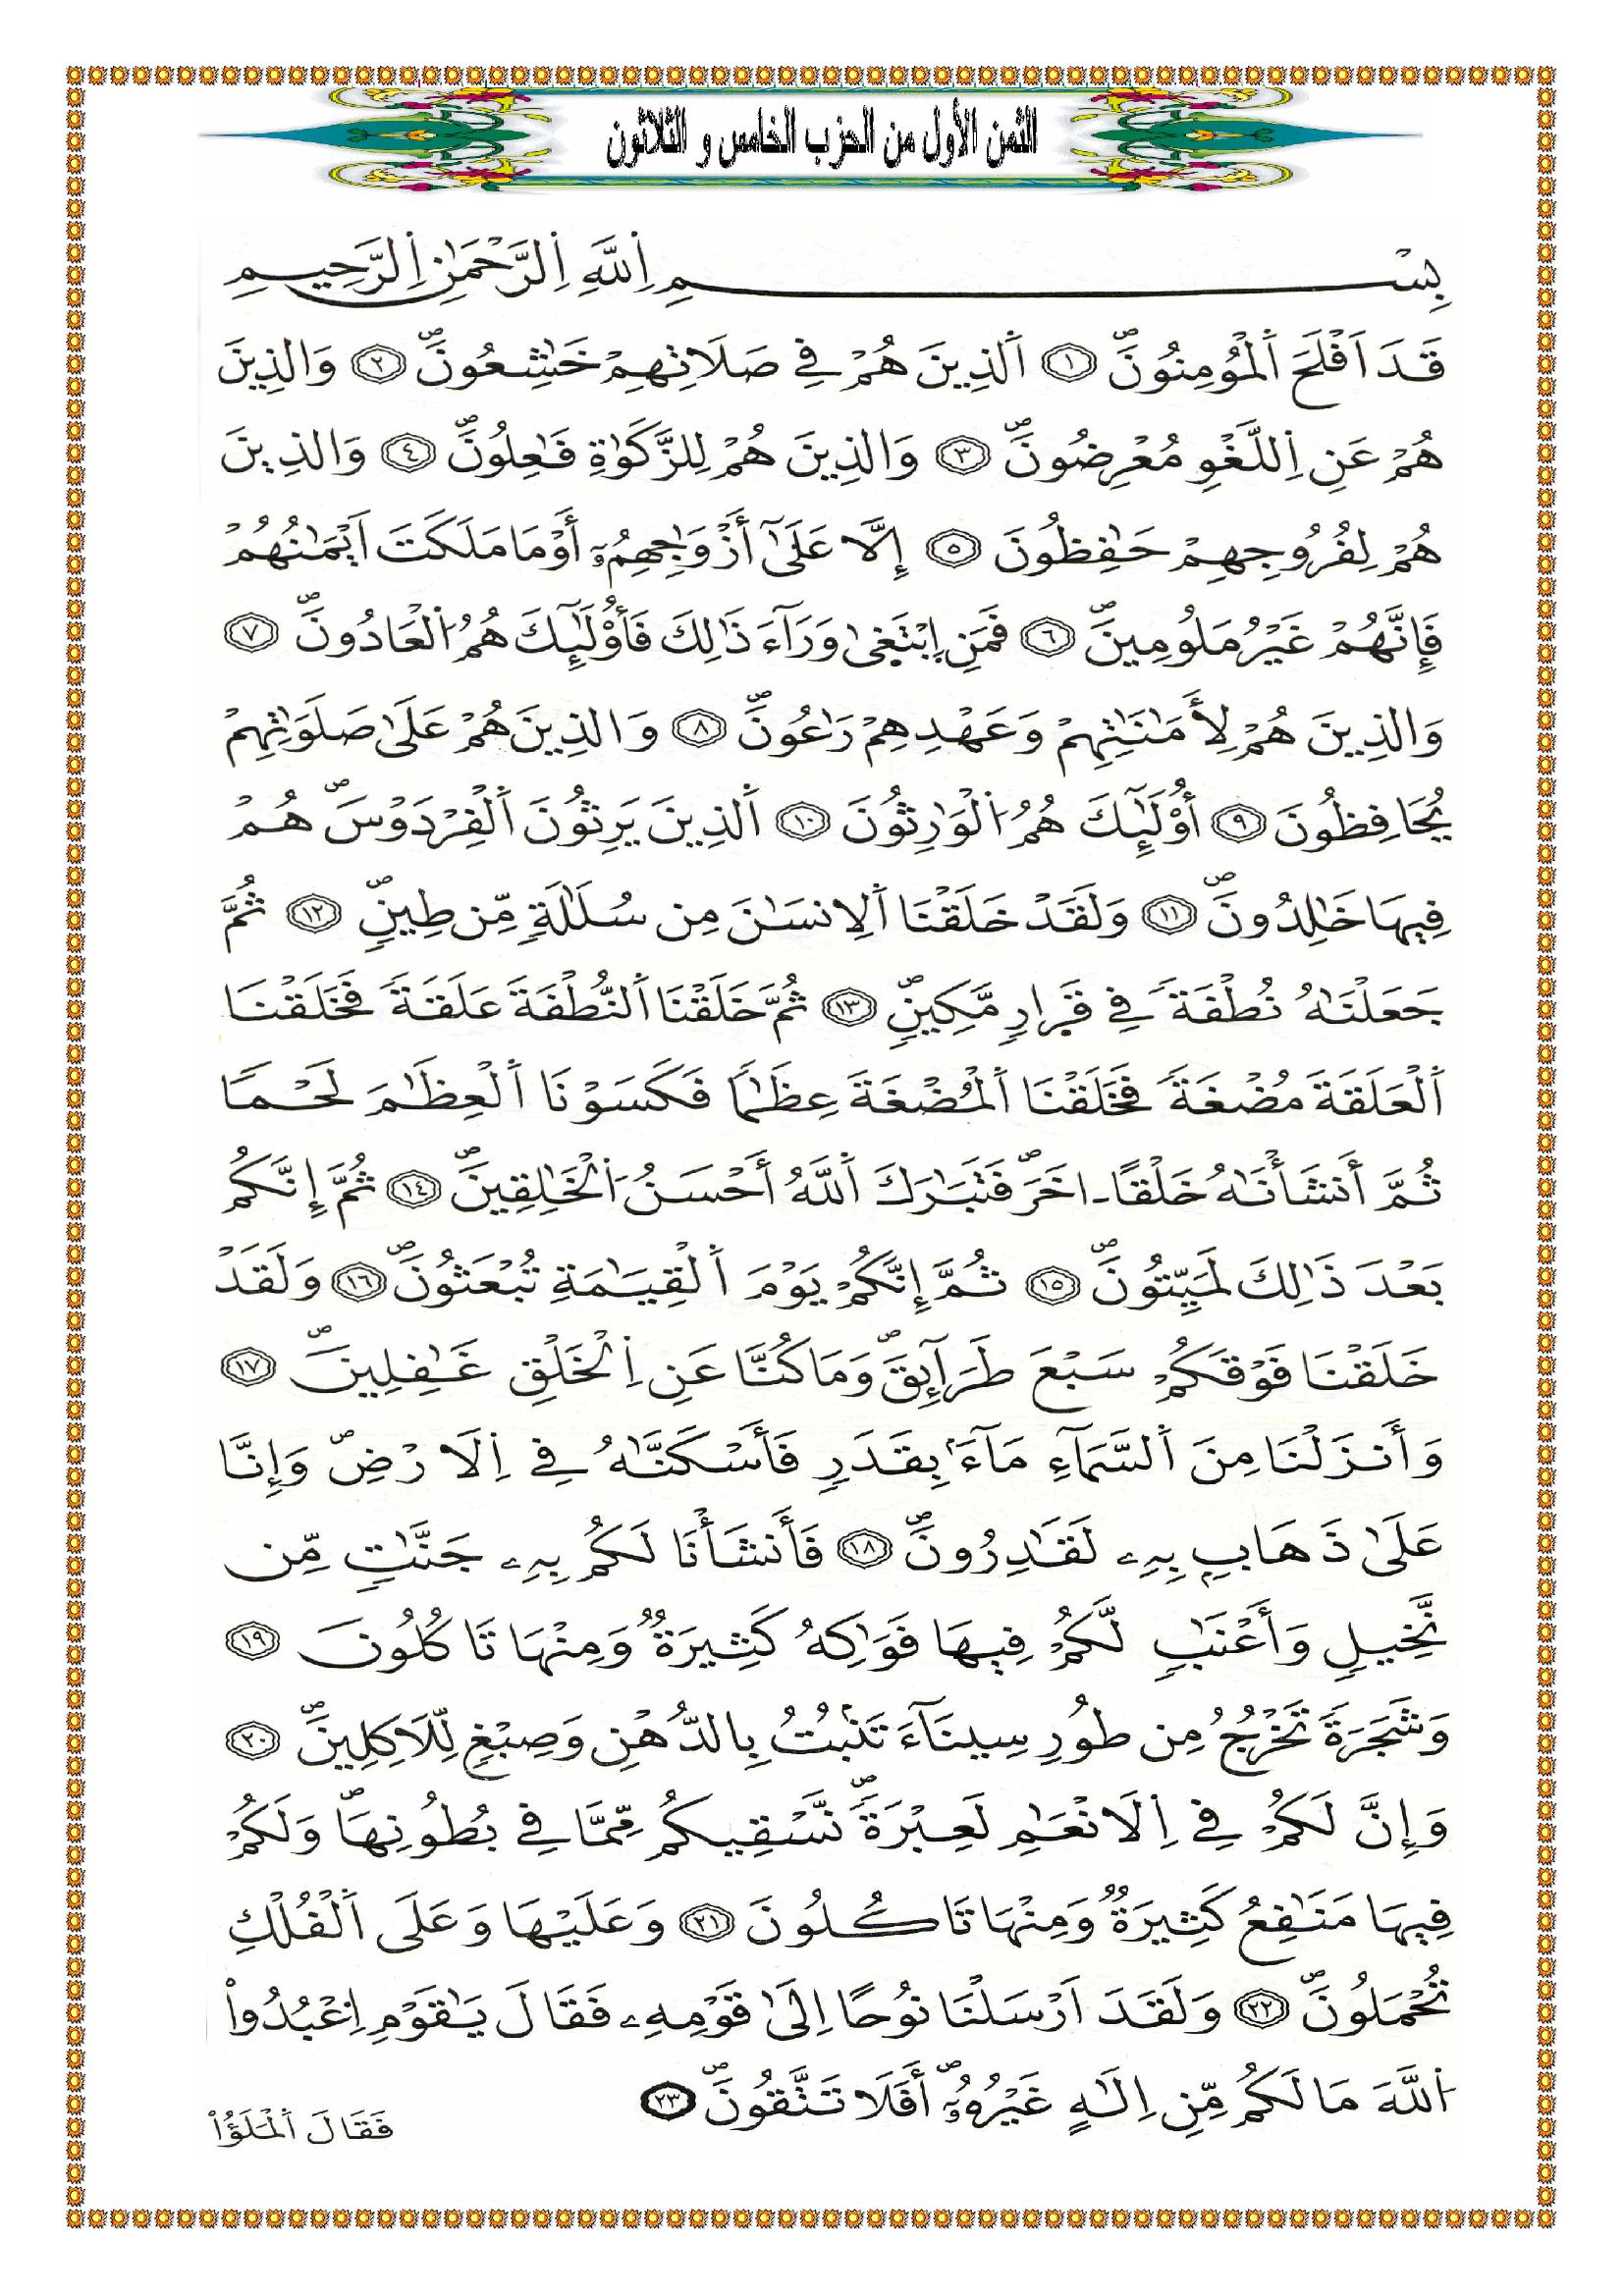 الثمن الأول من الحزب الخامس و الثلاثون
بِسْمِ اِللَّهِ اِلرَّحْمَٰنِ اِلرَّحِيمِ
قَدَ اَفْلَحَ اَلْمُومِنُونَۖ ١ اَلذِينَ هُمْ فِي صَلَاتِهِمْ خَٰشِعُونَۖ ٢ وَالذِينَ
هُمْ عَنِ اِللَّغْوِ مُعْرِضُونَۖ ٣ وَالذِينَ هُمْ لِلزَّكَوٰةِ فَٰعِلُونَۖ ٤ وَالذِينَ
هُمْ لِفُرُوجِهِمْ حَٰفِظُونَ ٥ إِلَّا عَلَىٰٓ أَزْوَٰجِهِمُۥٓ أَوْ مَا مَلَكَتَ اَيْمَٰنُهُمْ
فَإِنَّهُمْ غَيْرُ مَلُومِينَۖ ٦ فَمَنِ اِبْتَغ۪ىٰ وَرَآءَ ذَٰلِكَ فَأُوْلَٰٓئِكَ هُمُ اُلْعَادُونَۖ ٧
وَالذِينَ هُمْ لِأَمَٰنَٰتِهِمْ وَعَهْدِهِمْ رَٰعُونَۖ ٨ وَالذِينَ هُمْ عَلَىٰ صَلَوَٰتِهِمْ
يُحَافِظُونَ ٩ أُوْلَٰٓئِكَ هُمُ اُلْوَٰرِثُونَ ١٠ اَلذِينَ يَرِثُونَ اَلْفِرْدَوْسَۖ هُمْ
فِيهَا خَٰلِدُونَۖ ١١ وَلَقَدْ خَلَقْنَا اَلِانسَٰنَ مِن سُلَٰلَةٖ مِّن طِينٖۖ ١٢ ثُمَّ
جَعَلْنَٰهُ نُطْفَةٗ فِي قَر۪ارٖ مَّكِينٖۖ ١٣ ثُمَّ خَلَقْنَا اَلنُّطْفَةَ عَلَقَةٗ فَخَلَقْنَا
اَلْعَلَقَةَ مُضْغَةٗ فَخَلَقْنَا اَلْمُضْغَةَ عِظَٰماٗ فَكَسَوْنَا اَلْعِظَٰمَ لَحْماٗ
ثُمَّ أَنشَأْنَٰهُ خَلْقاً ـ اخَرَۖ فَتَبَٰرَكَ اَللَّهُ أَحْسَنُ اُلْخَٰلِقِينَۖ ١٤ ثُمَّ إِنَّكُم
بَعْدَ ذَٰلِكَ لَمَيِّتُونَۖ ١٥ ثُمَّ إِنَّكُمْ يَوْمَ اَلْقِيَٰمَةِ تُبْعَثُونَۖ ١٦ وَلَقَدْ
خَلَقْنَا فَوْقَكُمْ سَبْعَ طَرَآئِقَۖ وَمَا كُنَّا عَنِ اِلْخَلْقِ غَٰفِلِينَۖ ١٧
وَأَنزَلْنَا مِنَ اَلسَّمَآءِ مَآءَۢ بِقَدَرٖ فَأَسْكَنَّٰهُ فِي اِلَارْضِۖ وَإِنَّا
عَلَىٰ ذَهَابِۢ بِهِۦ لَقَٰدِرُونَۖ ١٨ فَأَنشَأْنَا لَكُم بِهِۦ جَنَّٰتٖ مِّن
نَّخِيلٖ وَأَعْنَٰبٖ لَّكُمْ فِيهَا فَوَٰكِهُ كَثِيرَةٞ وَمِنْهَا تَاكُلُونَ ١٩
وَشَجَرَةٗ تَخْرُجُ مِن طُورِ سِينَآءَ تَنۢبُتُ بِالدُّهْنِ وَصِبْغٖ لِّلَاكِلِينَۖ ٢٠
وَإِنَّ لَكُمْ فِي اِلَانْعَٰمِ لَعِبْرَةٗۖ نَّسْقِيكُم مِّمَّا فِي بُطُونِهَاۖ وَلَكُمْ
فِيهَا مَنَٰفِعُ كَثِيرَةٞ وَمِنْهَا تَاكُلُونَ ٢١ وَعَلَيْهَا وَعَلَى اَلْفُلْكِ
تُحْمَلُونَۖ ٢٢ وَلَقَدَ اَرْسَلْنَا نُوحاً اِلَىٰ قَوْمِهِۦ فَقَالَ يَٰقَوْمِ اِعْبُدُواْ
اُللَّهَ مَا لَكُم مِّنِ اِلَٰهٍ غَيْرُهُۥٓۖ أَفَلَا تَتَّقُونَۖ ٢٣
فَقَالَ اَلْمَلَؤُاْ